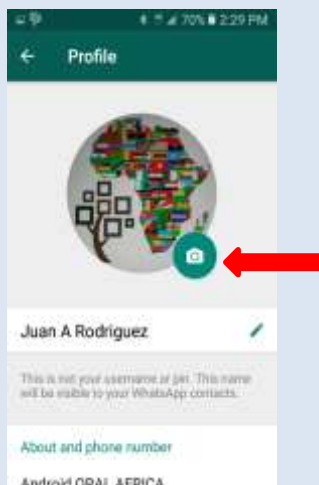 70% 2:29 PM
Profile
Juan A Rodriguez
This is not your username or pin. This name
will be visible to your WhatsApp contacts.
About and phone number
Android ORAL AFRICA